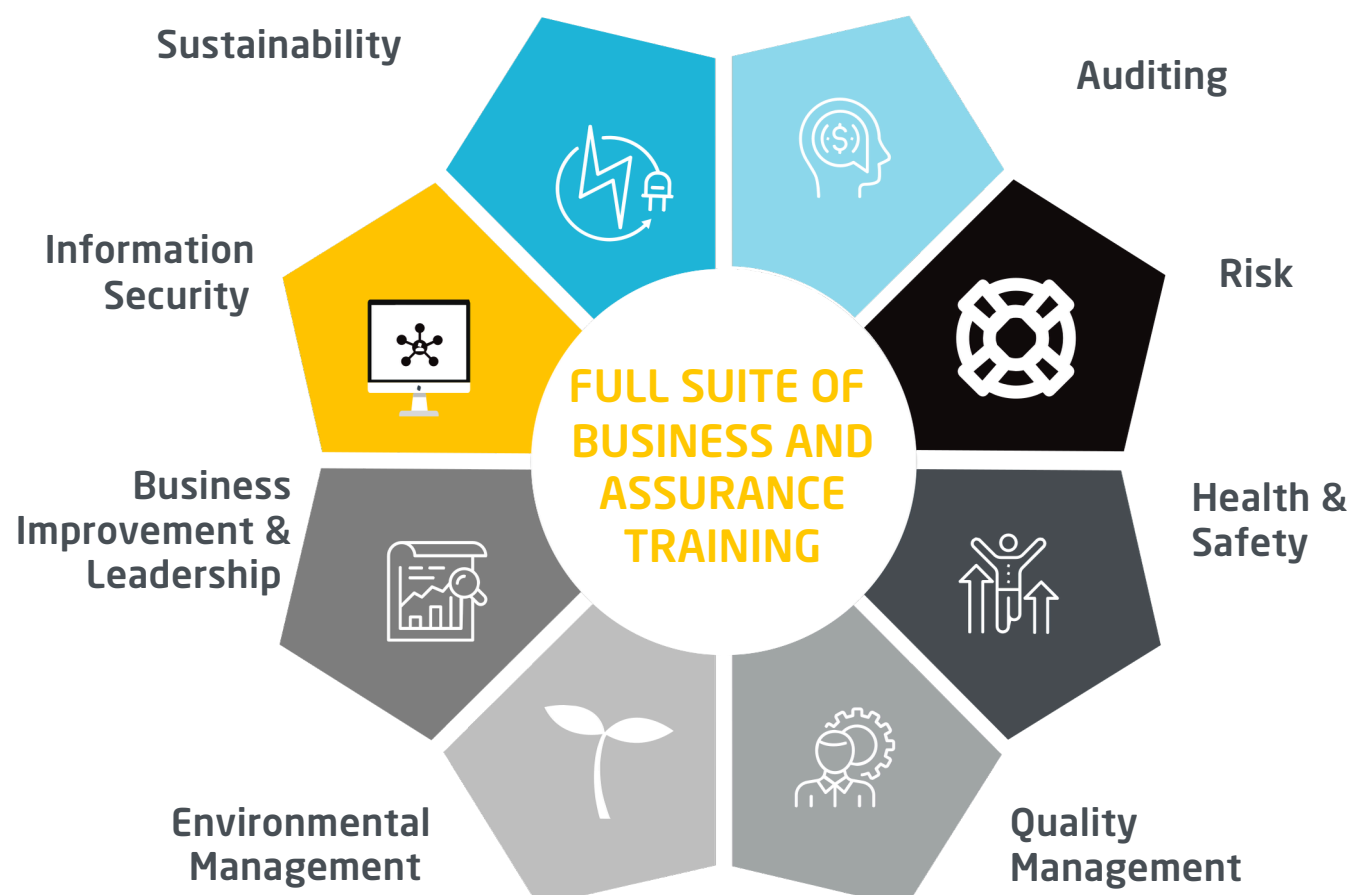 Sustainability
Auditing
Information
Security
Risk
FULL SUITE OF
BUSINESS AND
ASSURANCE
TRAINING
Business
Improvement &
Leadership
Health &
Safety
Environmental
Management
Quality
Management
($)